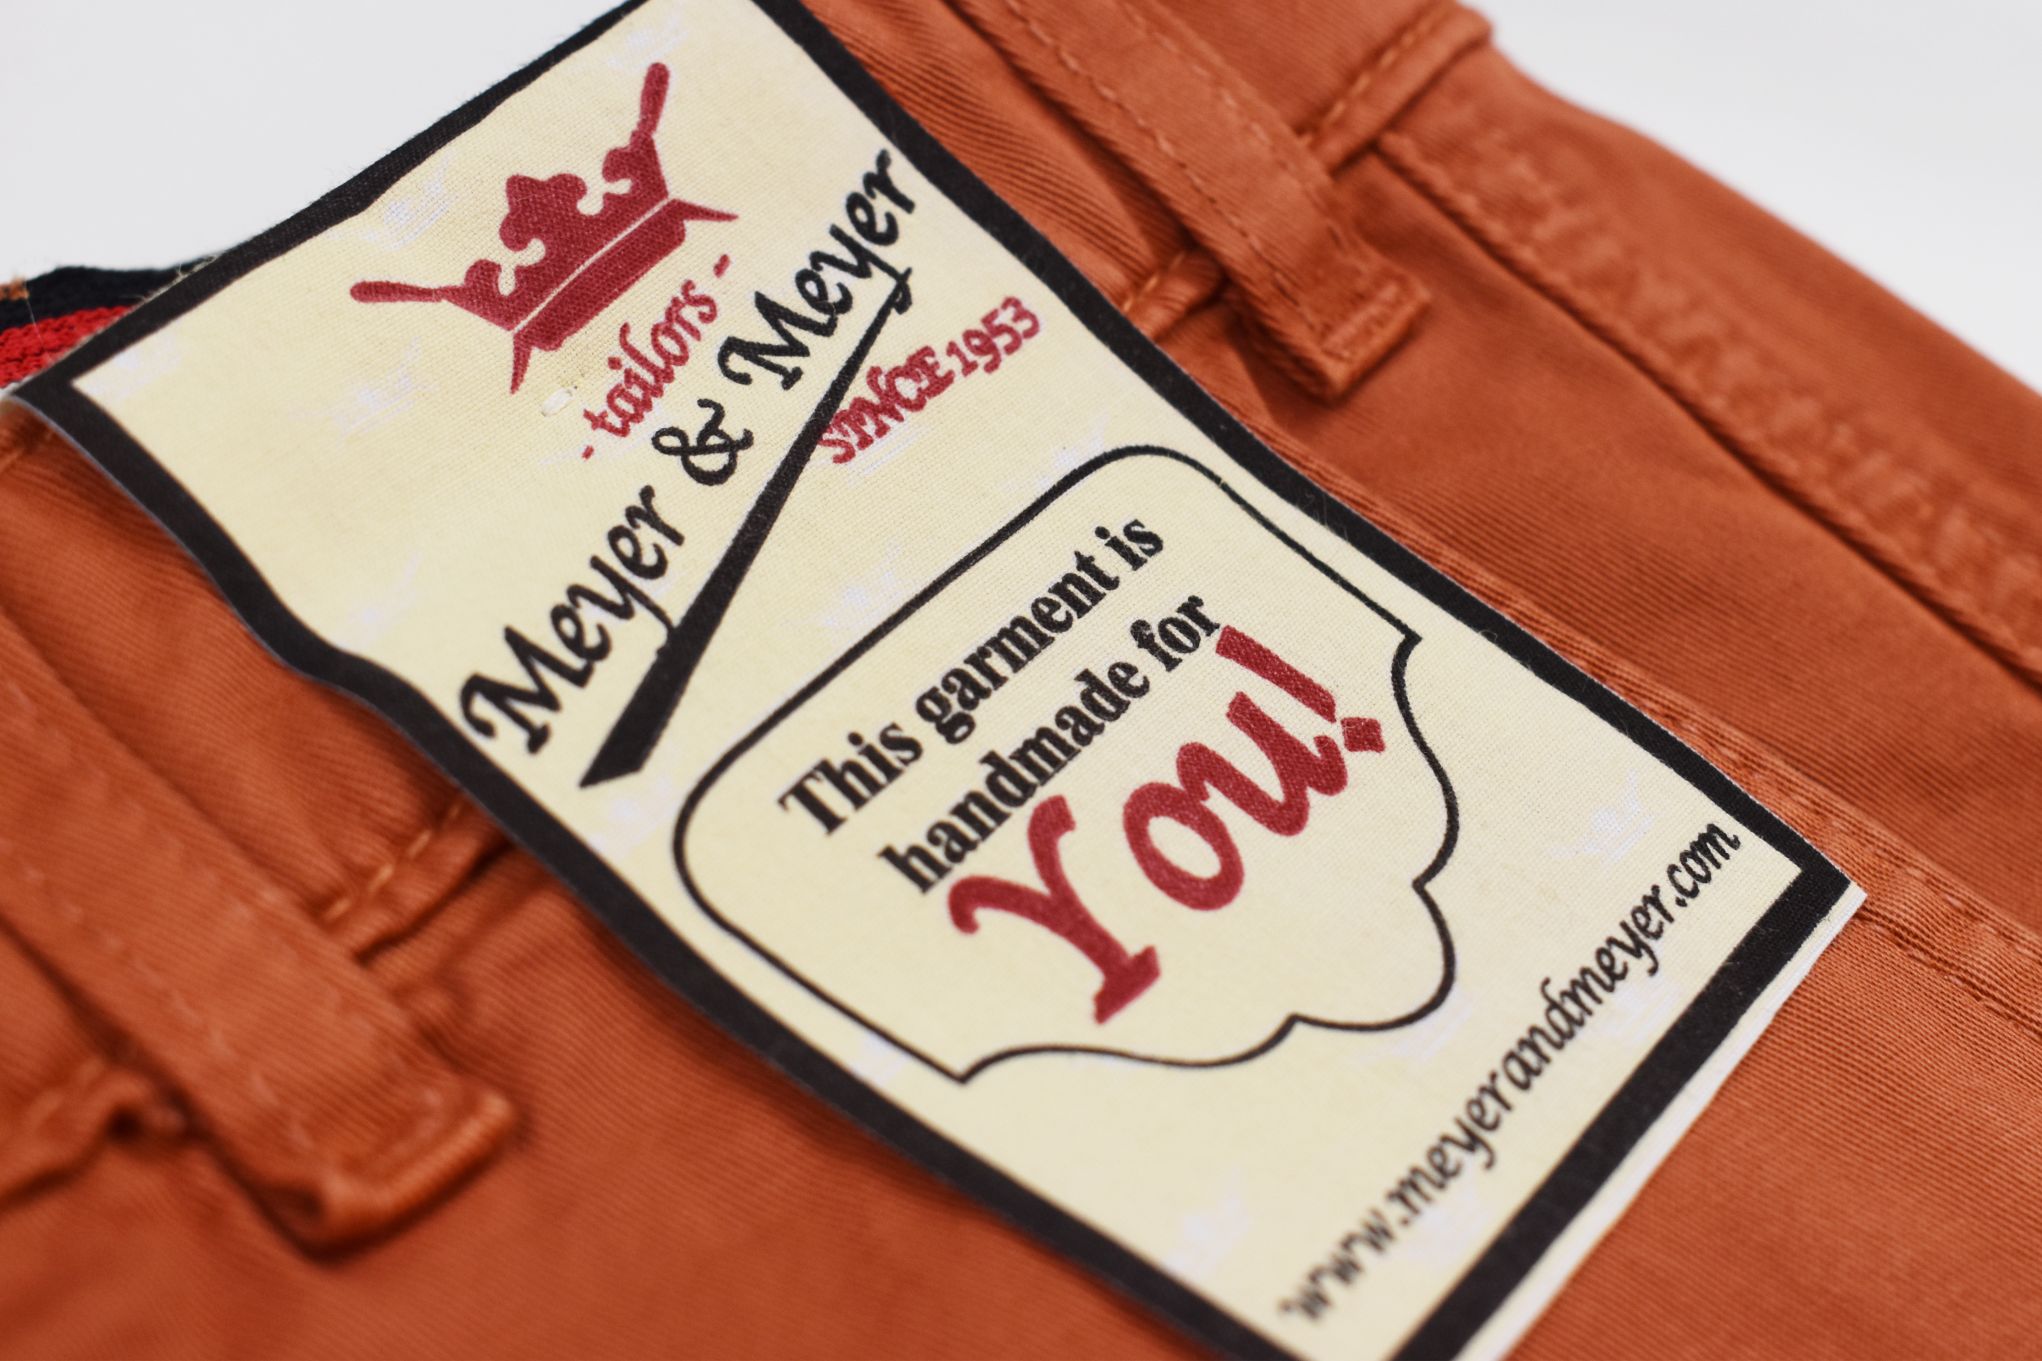 - tailors -
Meyer & Meyer
SINCE 1953
This garment is
handmade for
You!
www.meyerandmeyer.com